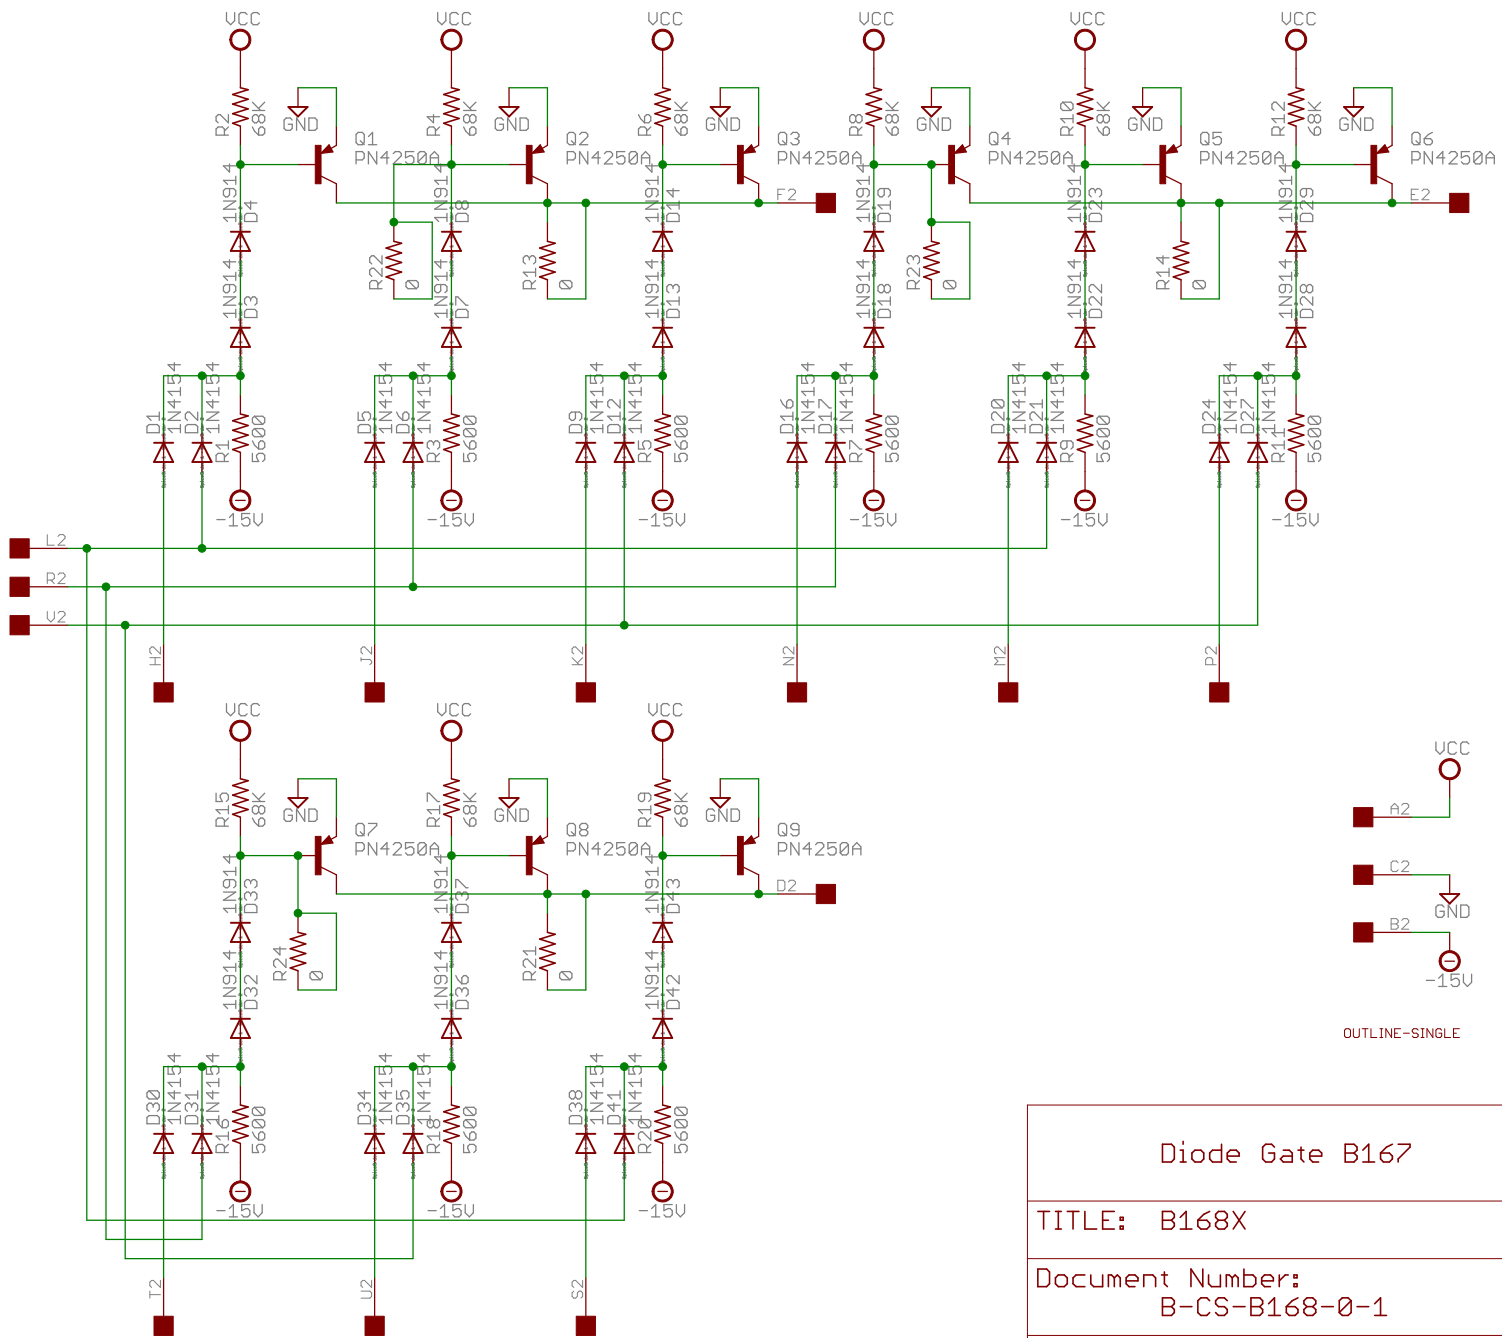 VCC VCC VCC VCC VCC VCC
R2 68K GND Q1 PN4250A
R4 68K GND Q2 PN4250A
R6 68K GND Q3 PN4250A
R8 68K GND Q4 PN4250A
R10 68K GND Q5 PN4250A
R12 68K GND Q6 PN4250A
F2
E2
1N914 D4
1N914 D8
1N914 D14
1N914 D19
1N914 D23
1N914 D29
R22 0
R13 0
R23 0
R14 0
1N914 D3
1N914 D7
1N914 D13
1N914 D18
1N914 D22
1N914 D28
D1 1N4154 D2 1N4154 R1 5600
D5 1N4154 D6 1N4154 R3 5600
D9 1N4154 D12 1N4154 R5 5600
D16 1N4154 D17 1N4154 R7 5600
D20 1N4154 D21 1N4154 R9 5600
D24 1N4154 D27 1N4154 R11 5600
-15V -15V -15V -15V -15V -15V
L2
R2
V2
H2 J2 K2 N2 M2 P2
VCC VCC VCC
R15 68K GND Q7 PN4250A
R17 68K GND Q8 PN4250A
R19 68K GND Q9 PN4250A
D2
1N914 D33
1N914 D37
1N914 D43
R24 0
R21 0
1N914 D32
1N914 D36
1N914 D42
D30 1N4154 D31 1N4154 R16 5600
D34 1N4154 D35 1N4154 R18 5600
D38 1N4154 D41 1N4154 R20 5600
-15V -15V -15V
T2 U2 S2
VCC
A2
C2
GND
B2
-15V
OUTLINE-SINGLE
Diode Gate B167
TITLE: B168X
Document Number:
B-CS-B168-0-1